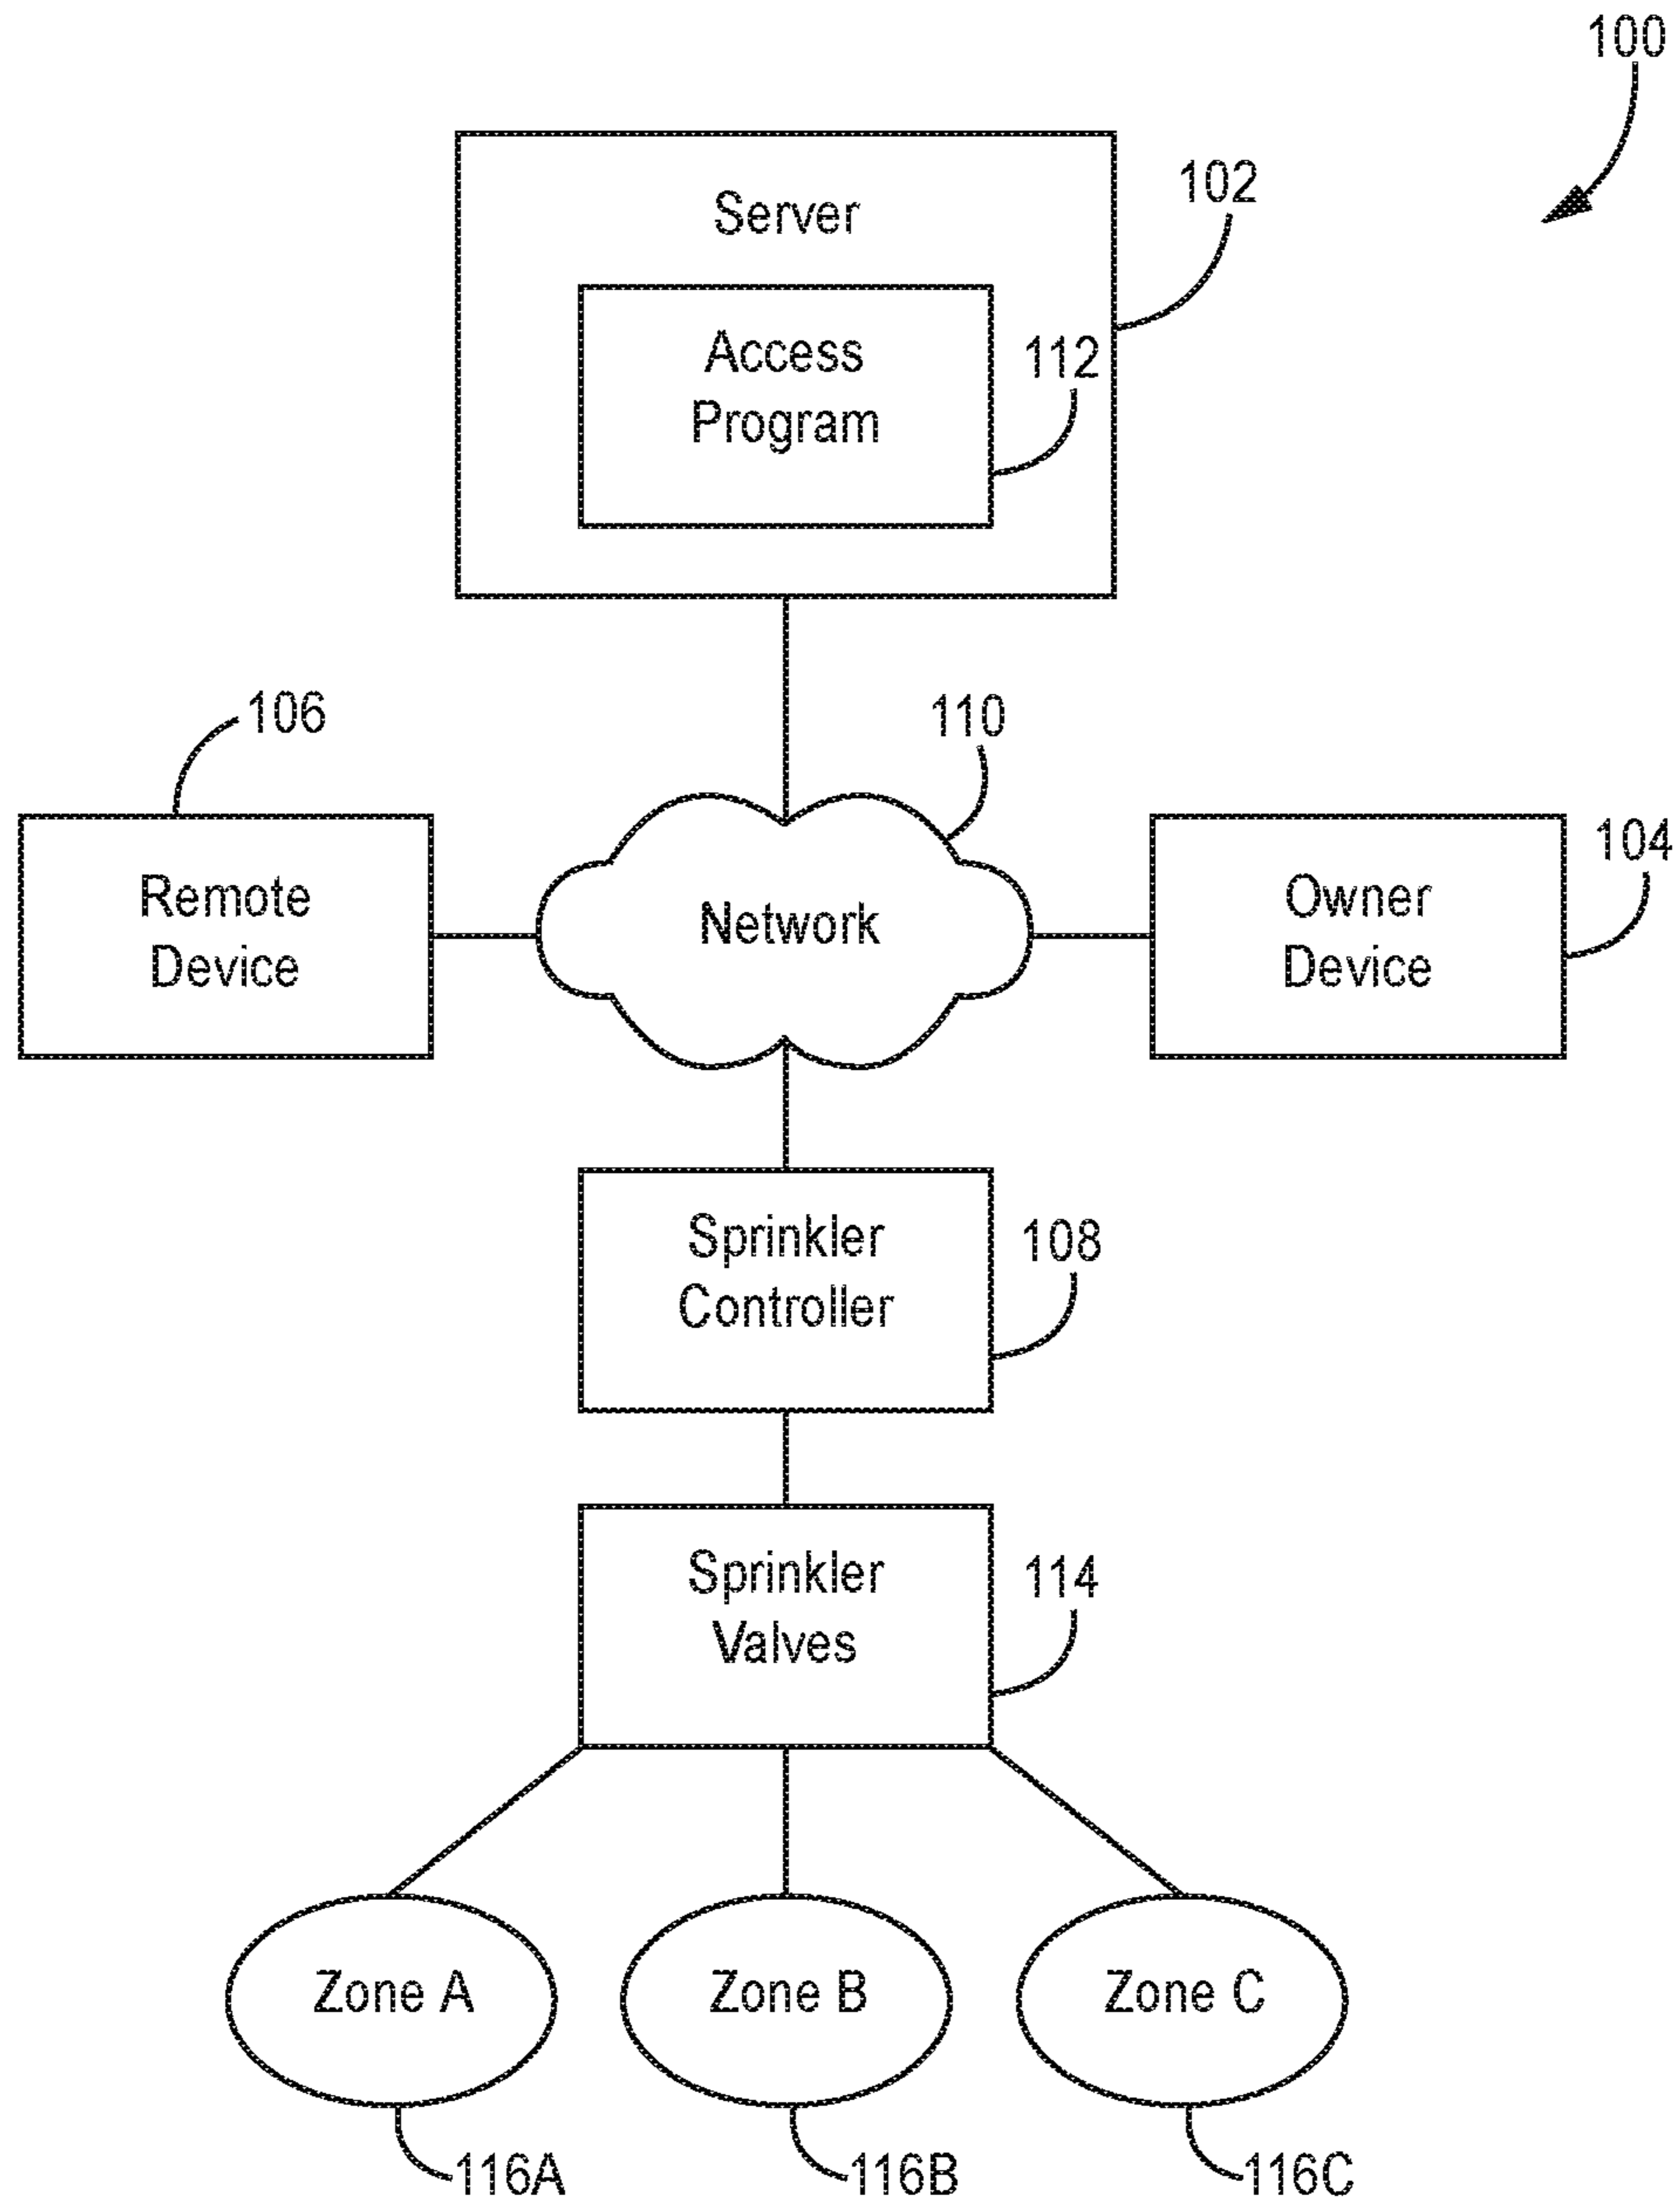 100
102
Server
Access
Program
112
106
110
104
Remote
Device
Network
Owner
Device
Sprinkler
Controller
108
Sprinkler
Valves
114
Zone A
Zone B
Zone C
116A
116B
116C